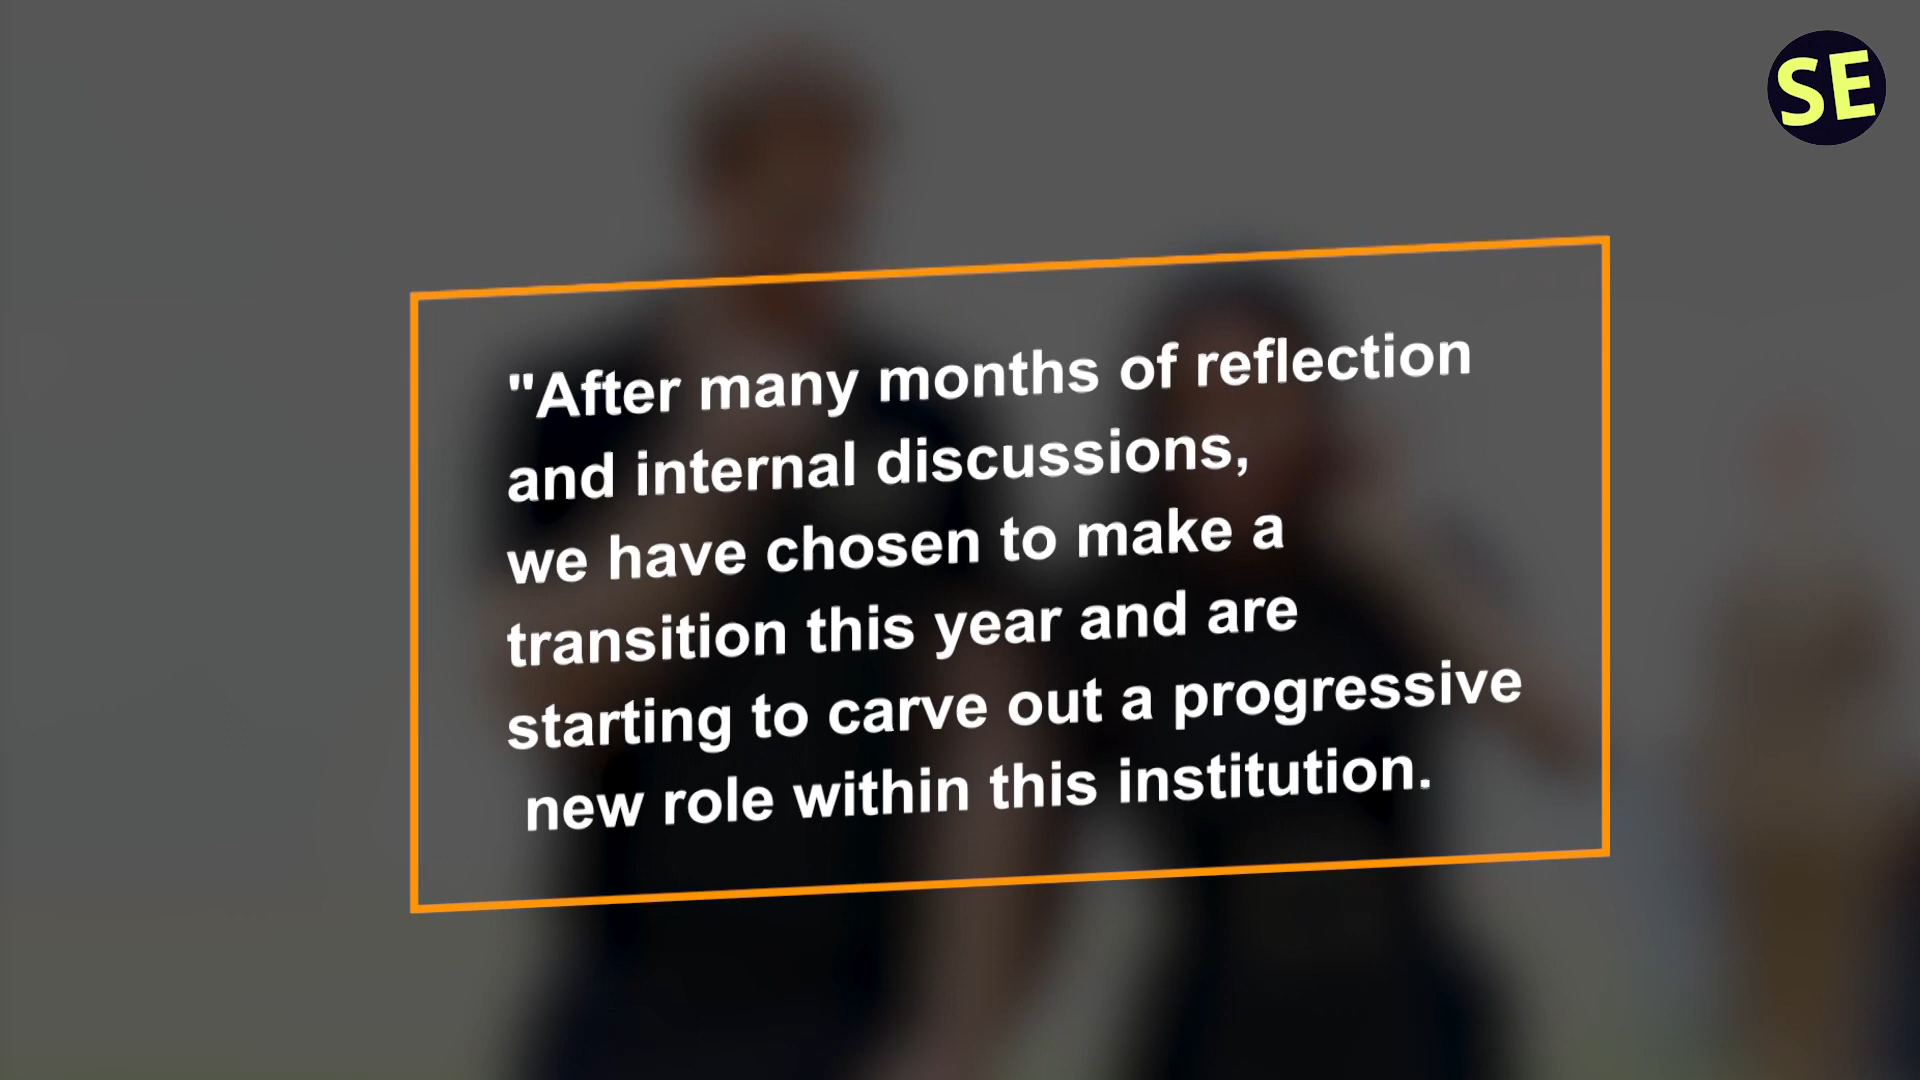 SE
"After many months of reflection
and internal discussions,
we have chosen to make a
transition this year and are
starting to carve out a progressive
new role within this institution.